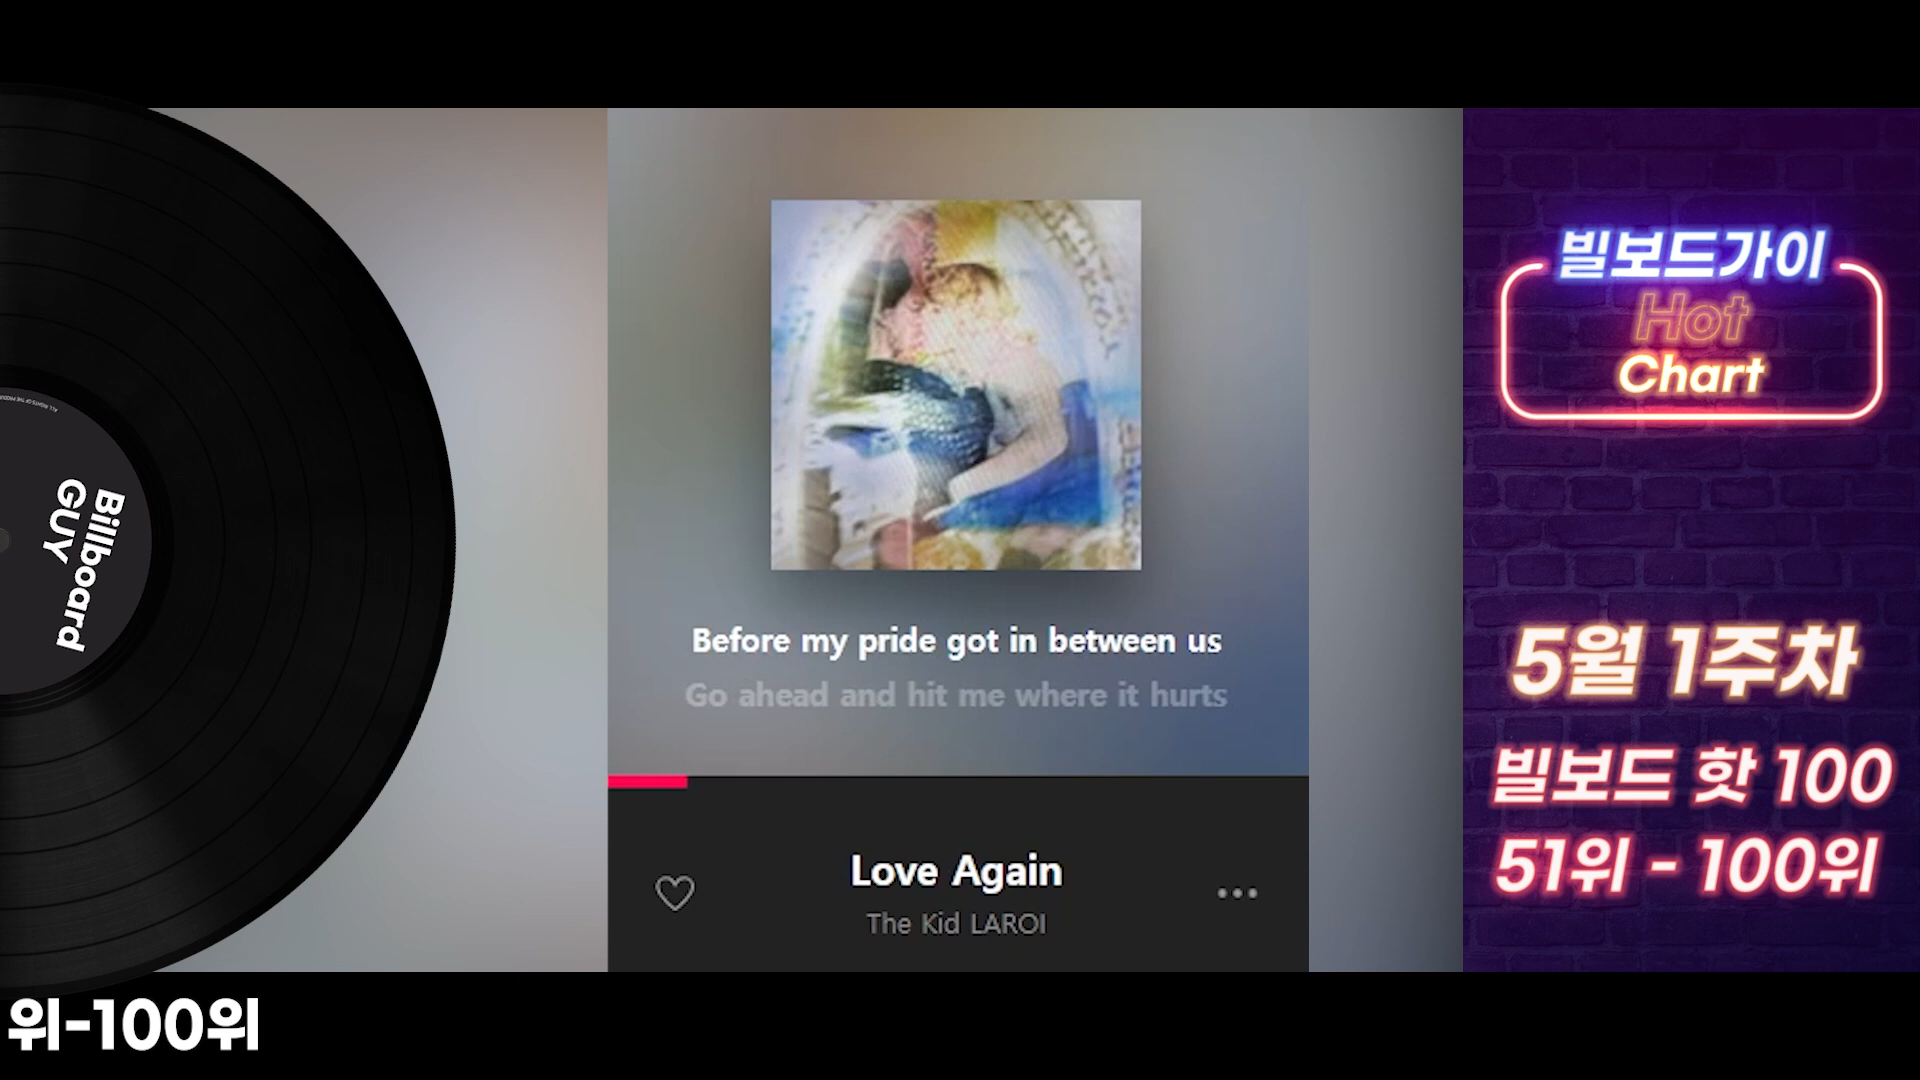 Billboard
GUY
Before my pride got in between us
Go ahead and hit me where it hurts
Love Again
The Kid LAROI
빌보드가이
Hot
Chart
5월 1주차
빌보드 핫 100
51위 - 100위
위-100위